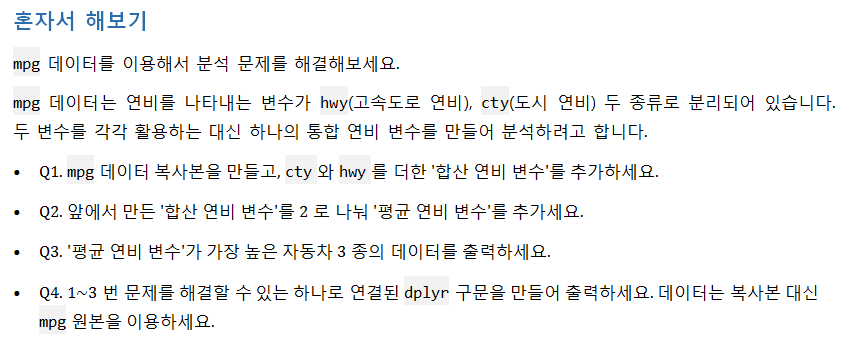 혼자서 해보기
mpg 데이터를 이용해서 분석 문제를 해결해보세요.
mpg 데이터는 연비를 나타내는 변수가 hwy(고속도로 연비), cty(도시 연비) 두 종류로 분리되어 있습니다.
두 변수를 각각 활용하는 대신 하나의 통합 연비 변수를 만들어 분석하려고 합니다.
• Q1. mpg 데이터 복사본을 만들고, cty 와 hwy 를 더한 '합산 연비 변수'를 추가하세요.
• Q2. 앞에서 만든 '합산 연비 변수'를 2 로 나눠 '평균 연비 변수'를 추가세요.
• Q3. '평균 연비 변수'가 가장 높은 자동차 3 종의 데이터를 출력하세요.
• Q4. 1~3 번 문제를 해결할 수 있는 하나로 연결된 dplyr 구문을 만들어 출력하세요. 데이터는 복사본 대신
mpg 원본을 이용하세요.